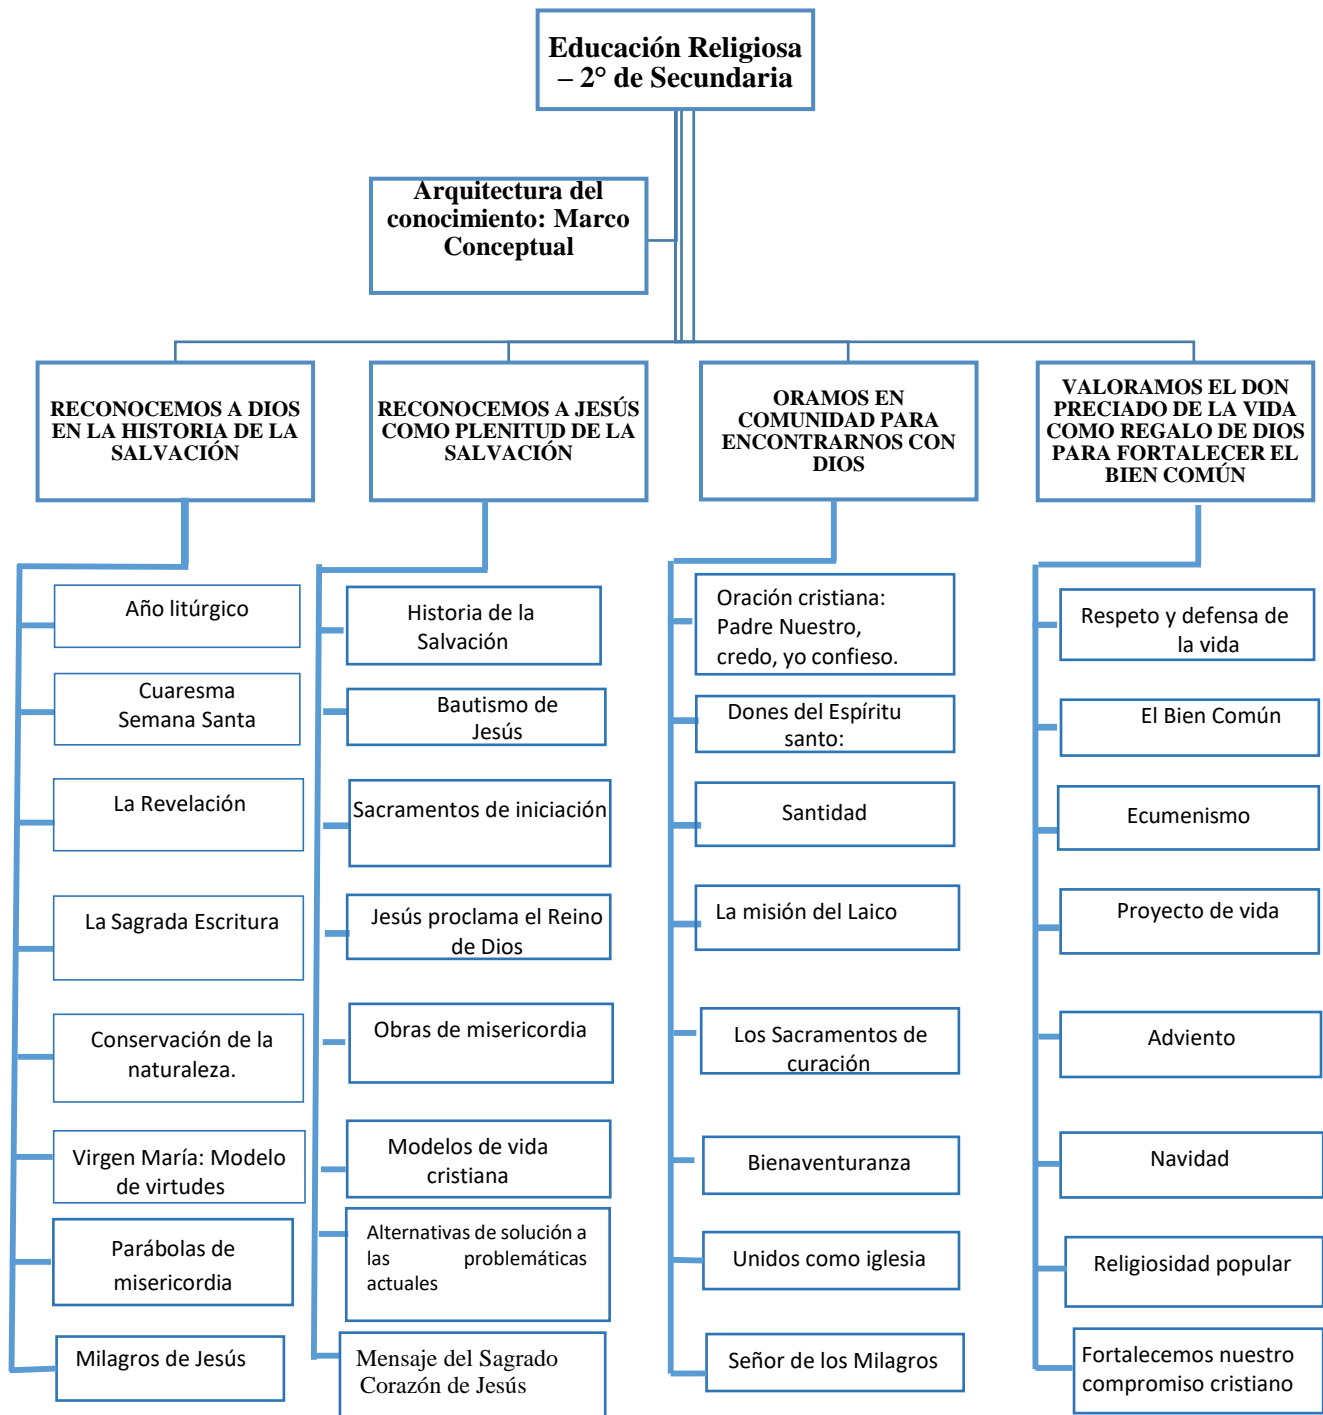 Educación Religiosa
– 2° de Secundaria
Arquitectura del
conocimiento: Marco
Conceptual
RECONOCEMOS A DIOS
EN LA HISTORIA DE LA
SALVACIÓN
Año litúrgico
Cuaresma
Semana Santa
La Revelación
La Sagrada Escritura
Conservación de la
naturaleza.
Virgen María: Modelo
de virtudes
Parábolas de
misericordia
Milagros de Jesús
RECONOCEMOS A JESÚS
COMO PLENITUD DE LA
SALVACIÓN
Historia de la
Salvación
Bautismo de
Jesús
Sacramentos de iniciación
Jesús proclama el Reino
de Dios
Obras de misericordia
Modelos de vida
cristiana
Alternativas de solución a
las problemáticas
actuales
Mensaje del Sagrado
Corazón de Jesús
ORAMOS EN
COMUNIDAD PARA
ENCONTRARNOS CON
DIOS
Oración cristiana:
Padre Nuestro,
credo, yo confieso.
Dones del Espíritu
santo:
Santidad
La misión del Laico
Los Sacramentos de
curación
Bienaventuranza
Unidos como iglesia
Señor de los Milagros
VALORAMOS EL DON
PRECIADO DE LA VIDA
COMO REGALO DE DIOS
PARA FORTALECER EL
BIEN COMÚN
Respeto y defensa de
la vida
El Bien Común
Ecumenismo
Proyecto de vida
Adviento
Navidad
Religiosidad popular
Fortalecemos nuestro
compromiso cristiano